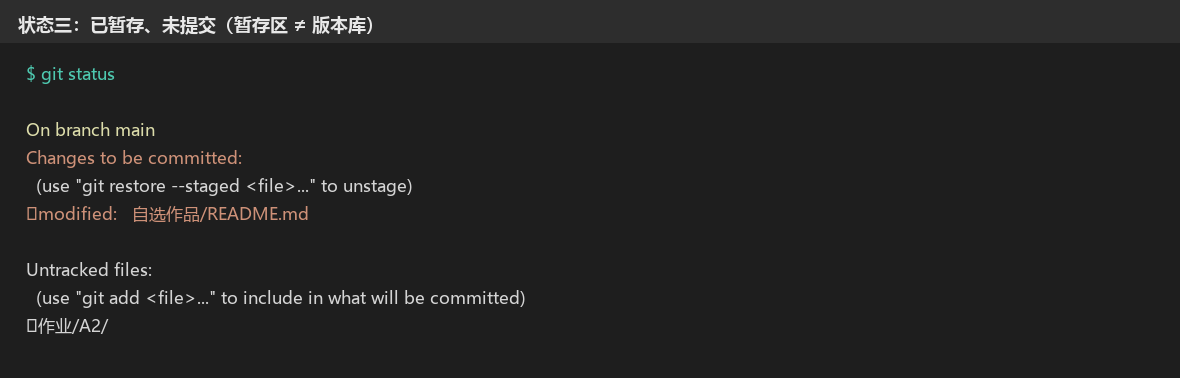 状态三：已暂存、未提交（暂存区 ≠ 版本库）
$ git status
On branch main
Changes to be committed:
(use "git restore --staged <file>..." to unstage)
modified: 自选作品/README.md
Untracked files:
(use "git add <file>..." to include in what will be committed)
作业/A2/